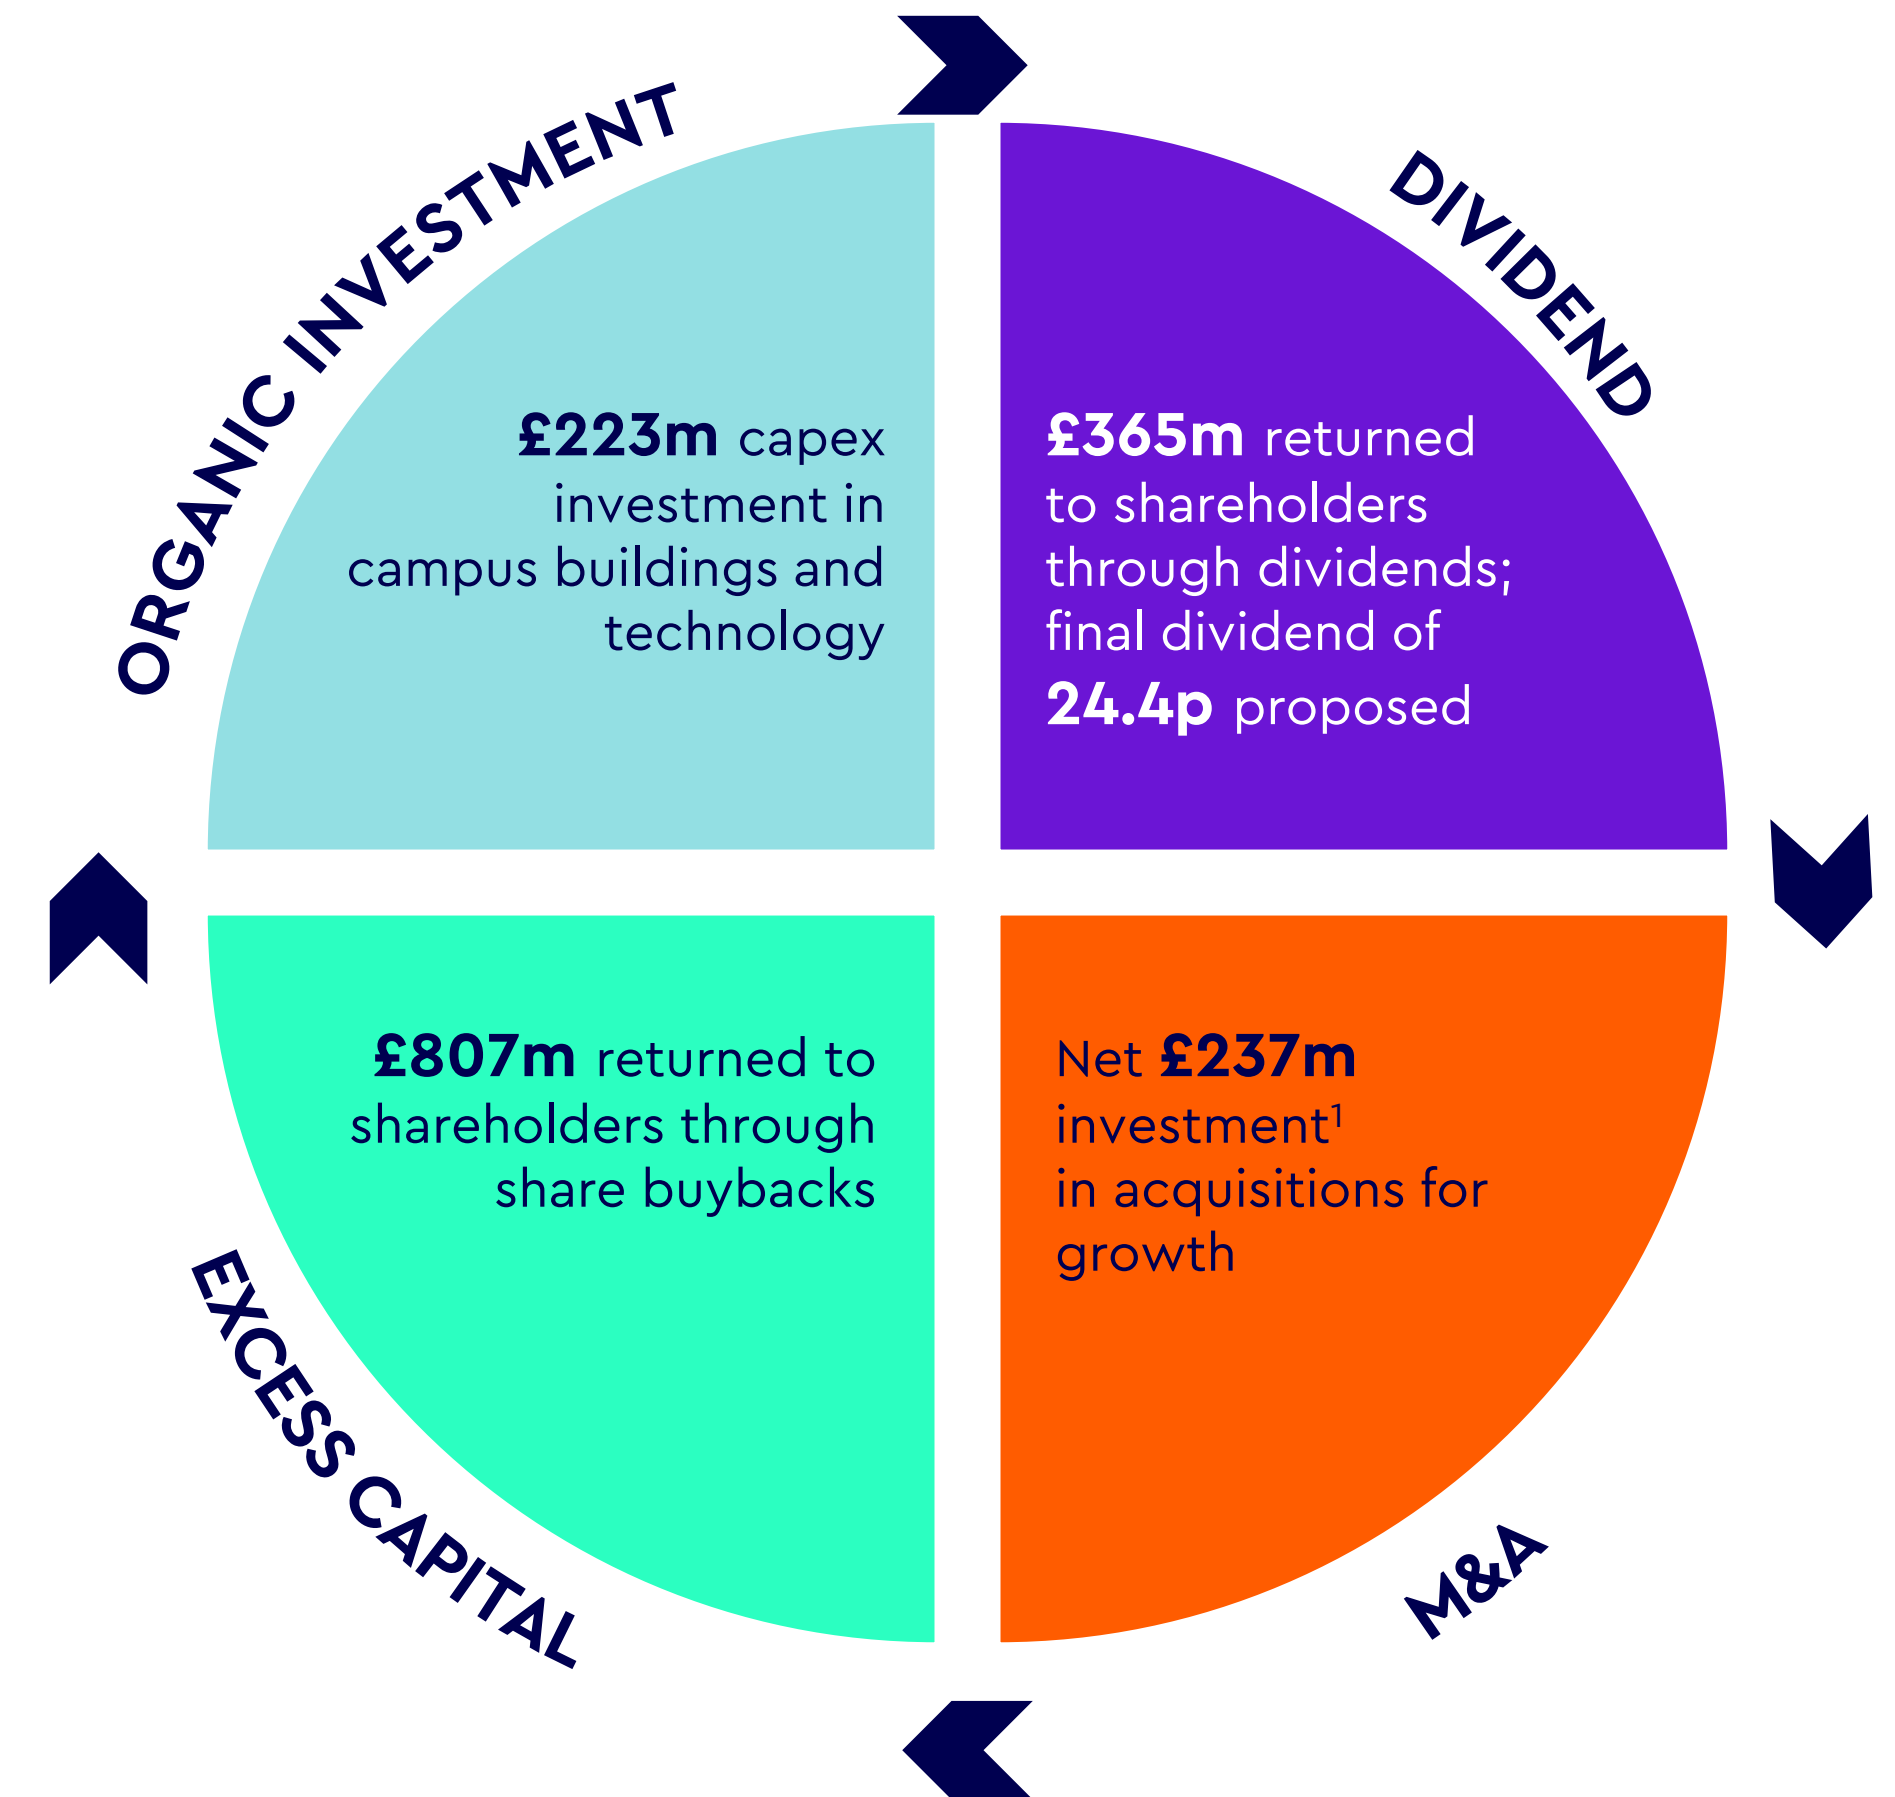 ORGANIC INVESTMENT
£223m capex
investment in
campus buildings and
technology
DIVIDEND
£365m returned
to shareholders
through dividends;
final dividend of
24.4p proposed
M&A
Net £237m
investment¹
in acquisitions for
growth
EXCESS CAPITAL
£807m returned to
shareholders through
share buybacks